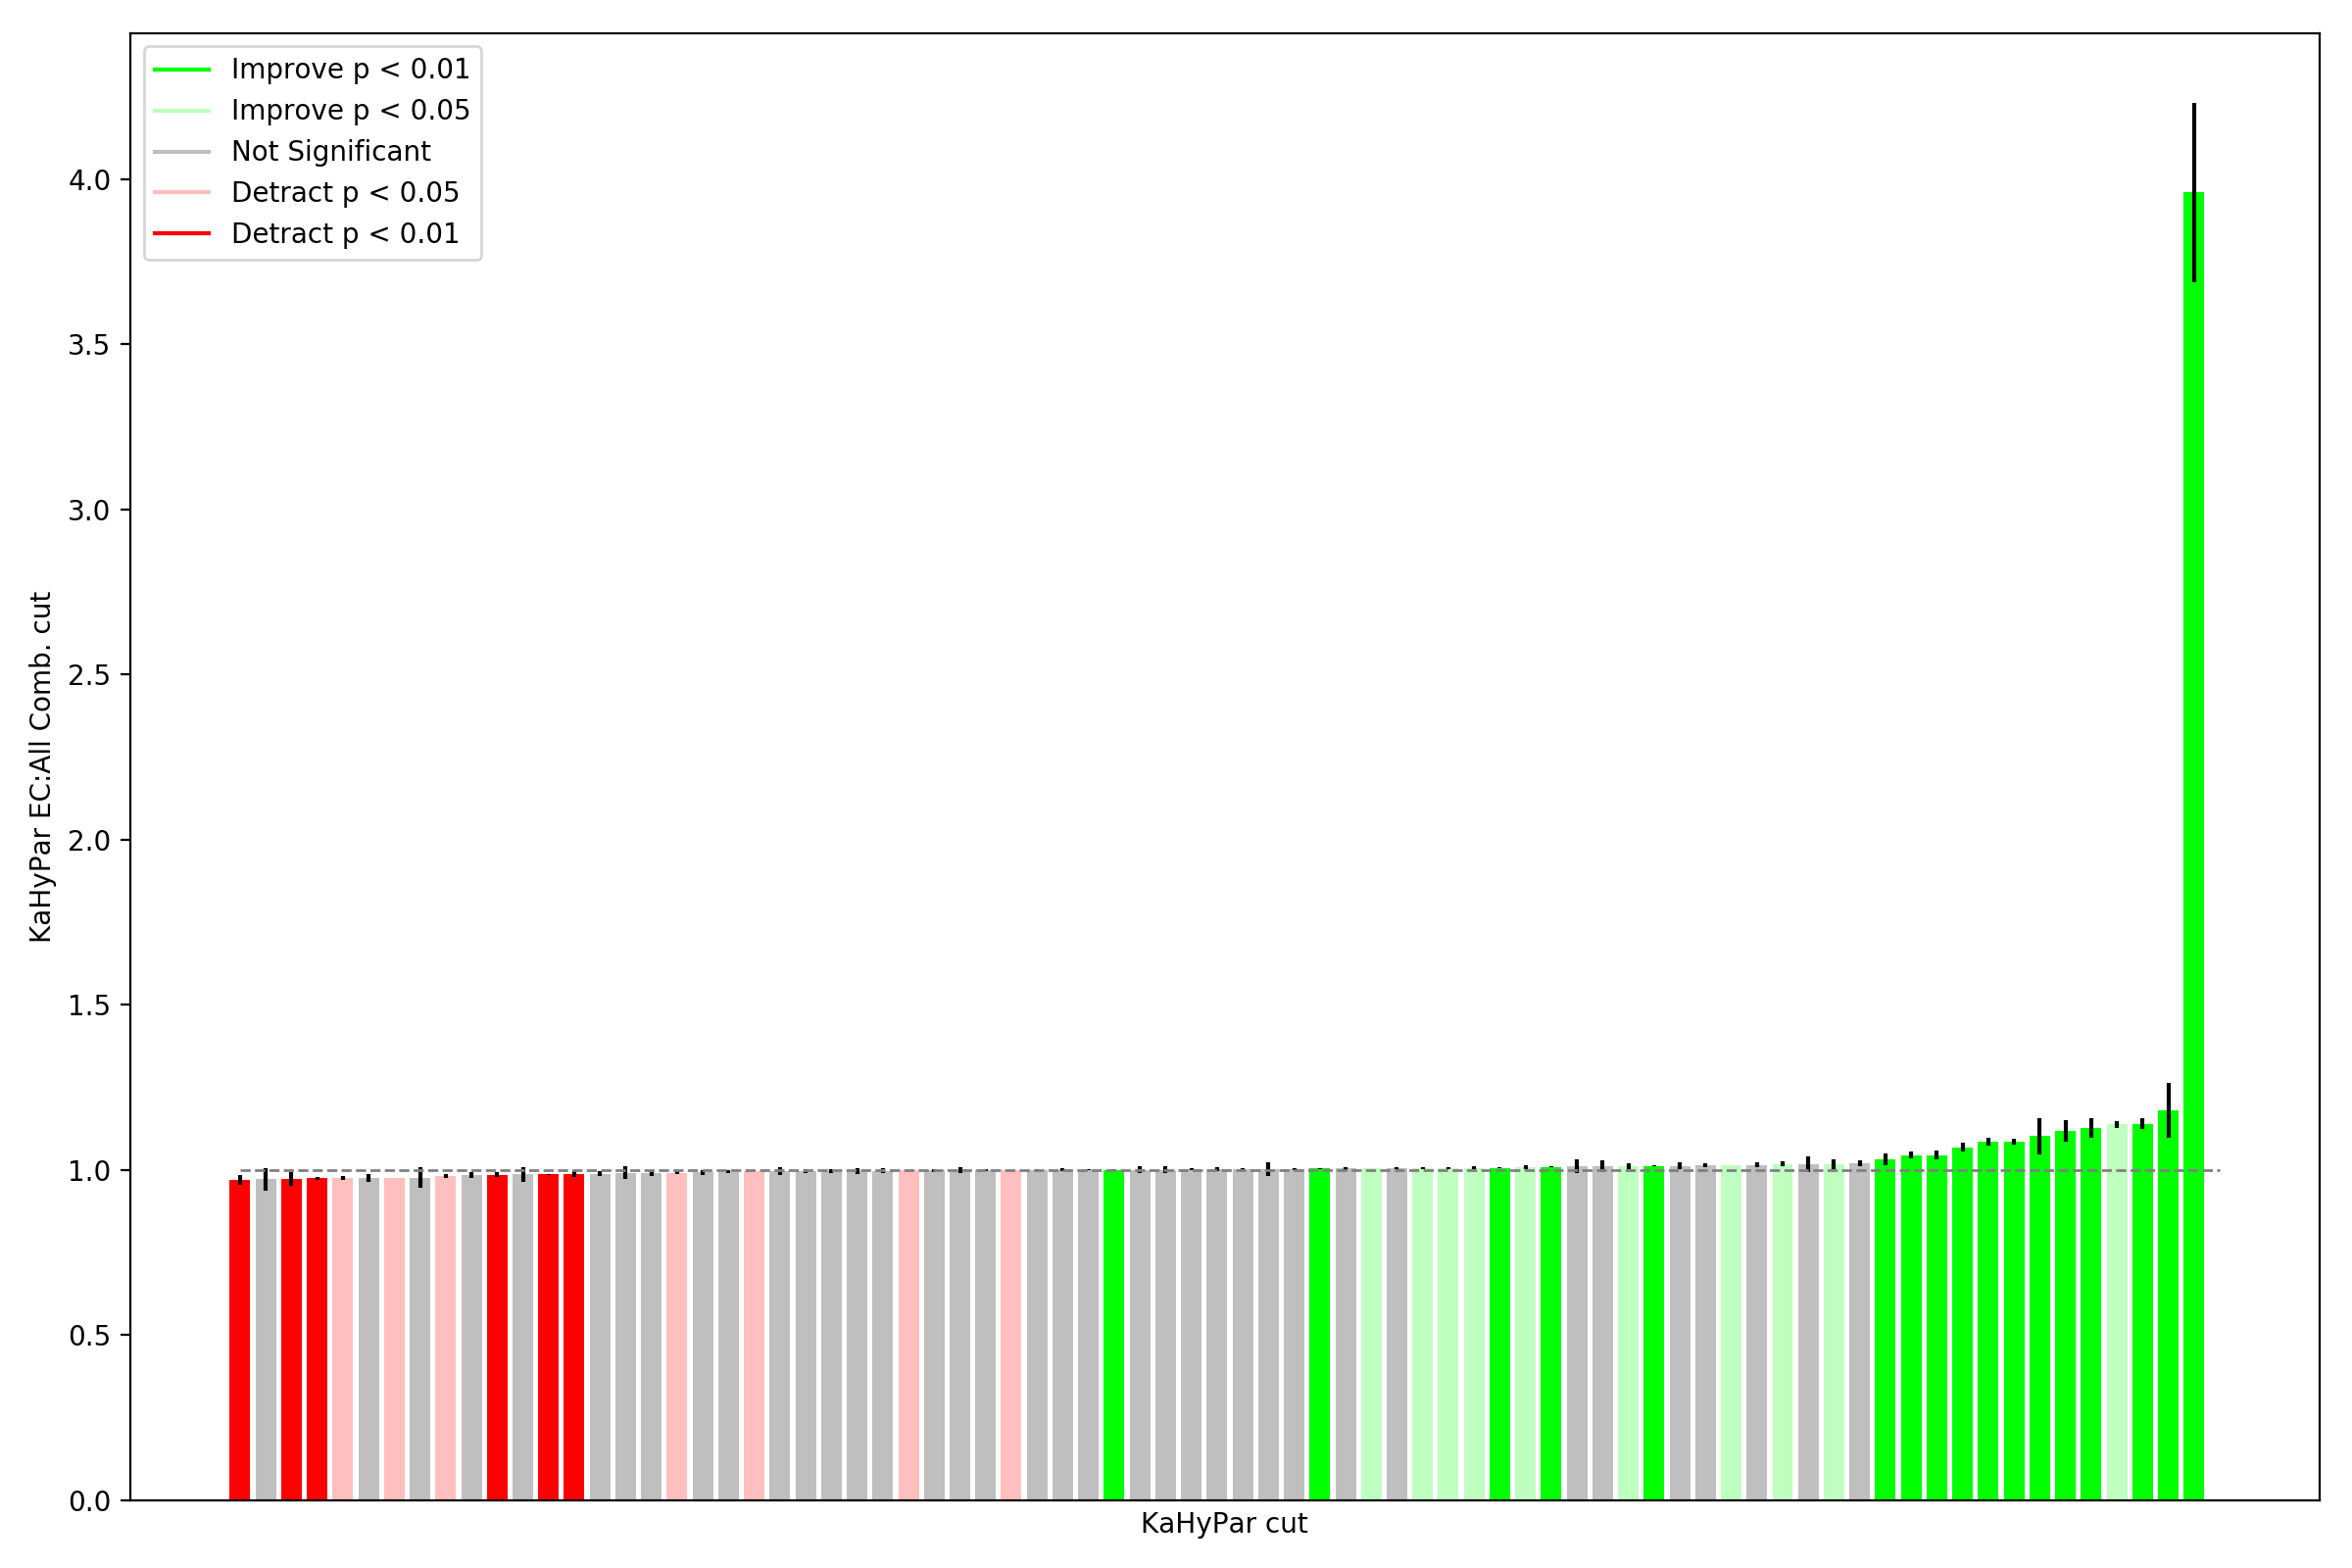 Improve p < 0.01
Improve p < 0.05
Not Significant
Detract p < 0.05
Detract p < 0.01
4.0
3.5
3.0
2.5
2.0
1.5
1.0
0.5
0.0
KaHyPar EC:All Comb. cut
KaHyPar cut